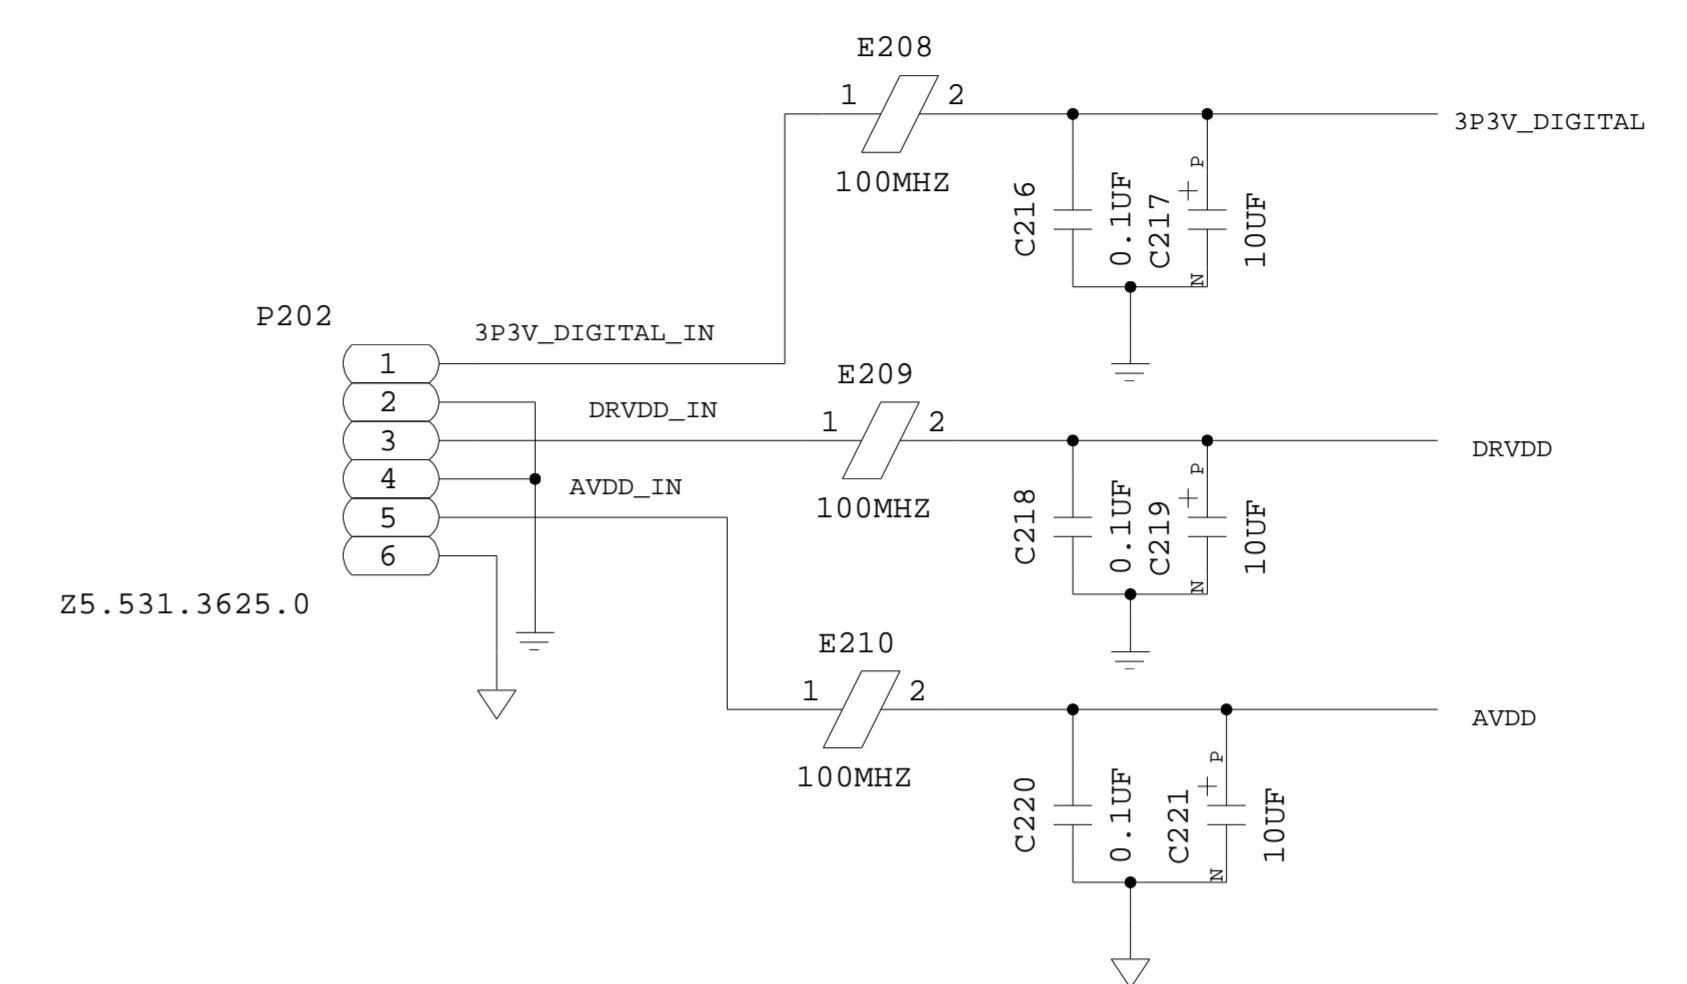 E208
1 2
3P3V_DIGITAL
100MHZ
C216
0.1UF
C217
P
+
N
10UF
P202
3P3V_DIGITAL_IN
1
2
3
4
5
6
Z5.531.3625.0
DRVDD_IN
AVDD_IN
E209
1 2
DRVDD
100MHZ
C218
0.1UF
C219
P
+
N
10UF
E210
1 2
AVDD
100MHZ
C220
0.1UF
C221
P
+
N
10UF